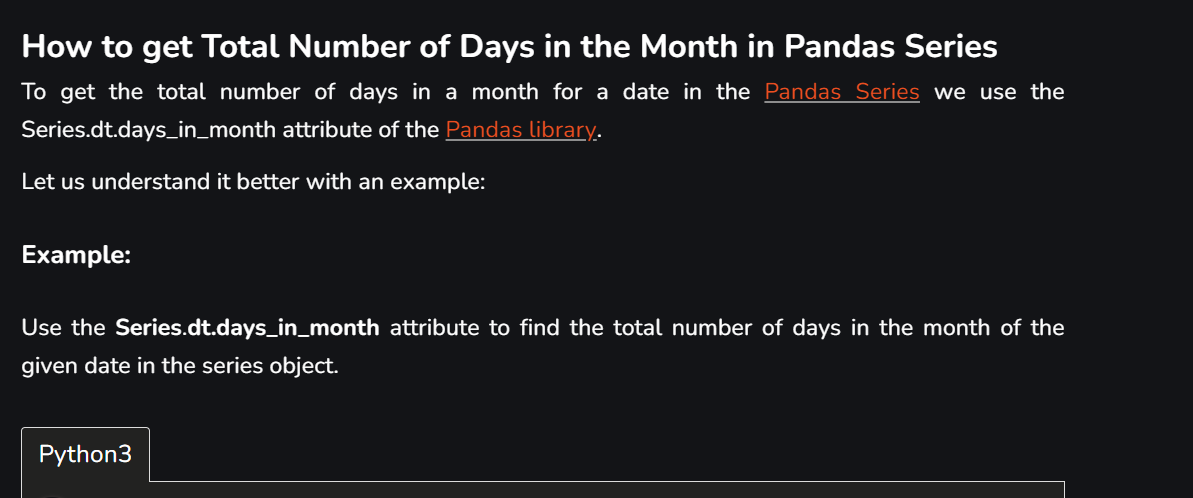 How to get Total Number of Days in the Month in Pandas Series
To get the total number of days in a month for a date in the Pandas Series we use the
Series.dt.days_in_month attribute of the Pandas library.
Let us understand it better with an example:
Example:
Use the Series.dt.days_in_month attribute to find the total number of days in the month of the
given date in the series object.
Python3